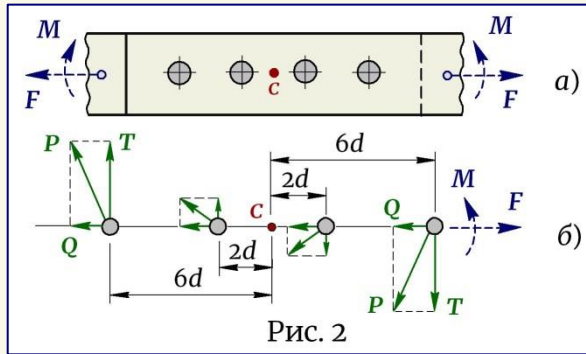 M M
F C F а)
P T 6d
2d M F
C Q
Q 2d б)
6d P T
Рис. 2